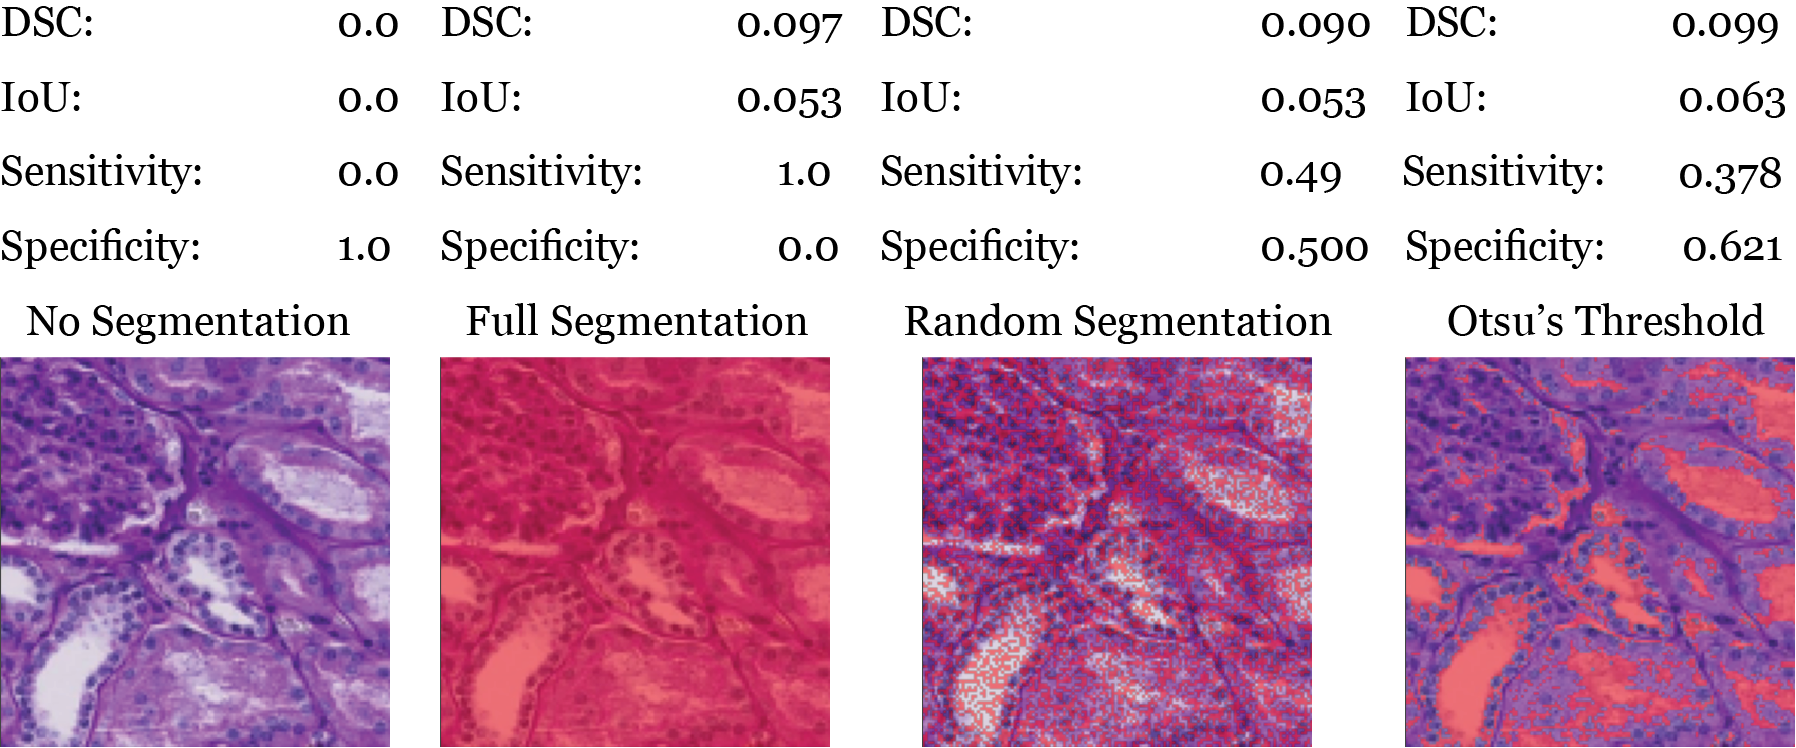 DSC: 0.0 DSC: 0.097 DSC: 0.090 DSC: 0.099
IoU: 0.0 IoU: 0.053 IoU: 0.053 IoU: 0.063
Sensitivity: 0.0 Sensitivity: 1.0 Sensitivity: 0.49 Sensitivity: 0.378
Specificity: 1.0 Specificity: 0.0 Specificity: 0.500 Specificity: 0.621
No Segmentation Full Segmentation Random Segmentation Otsu’s Threshold